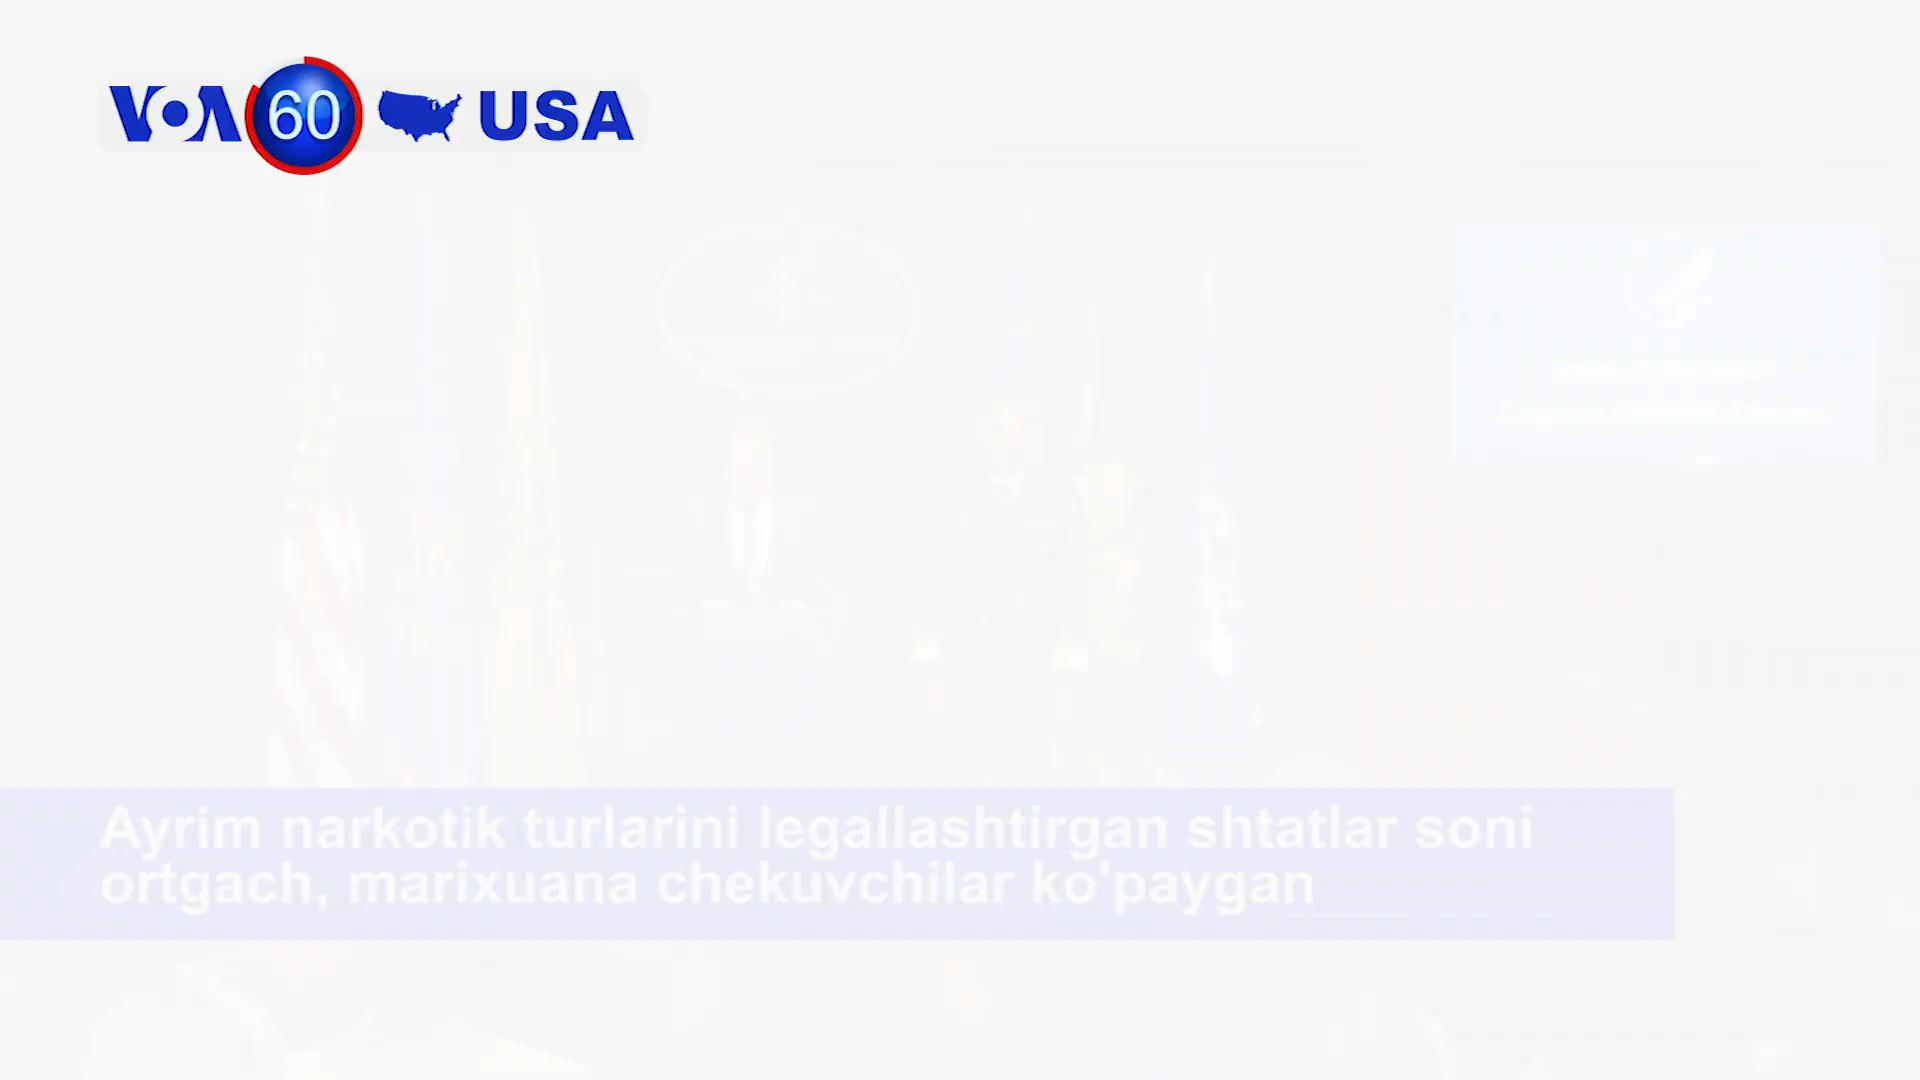 VOA 60 USA
Ayrim narkotik turlarini legallashtirgan shtatlar soni
ortgach, marixuana chekuvchilar ko'paygan